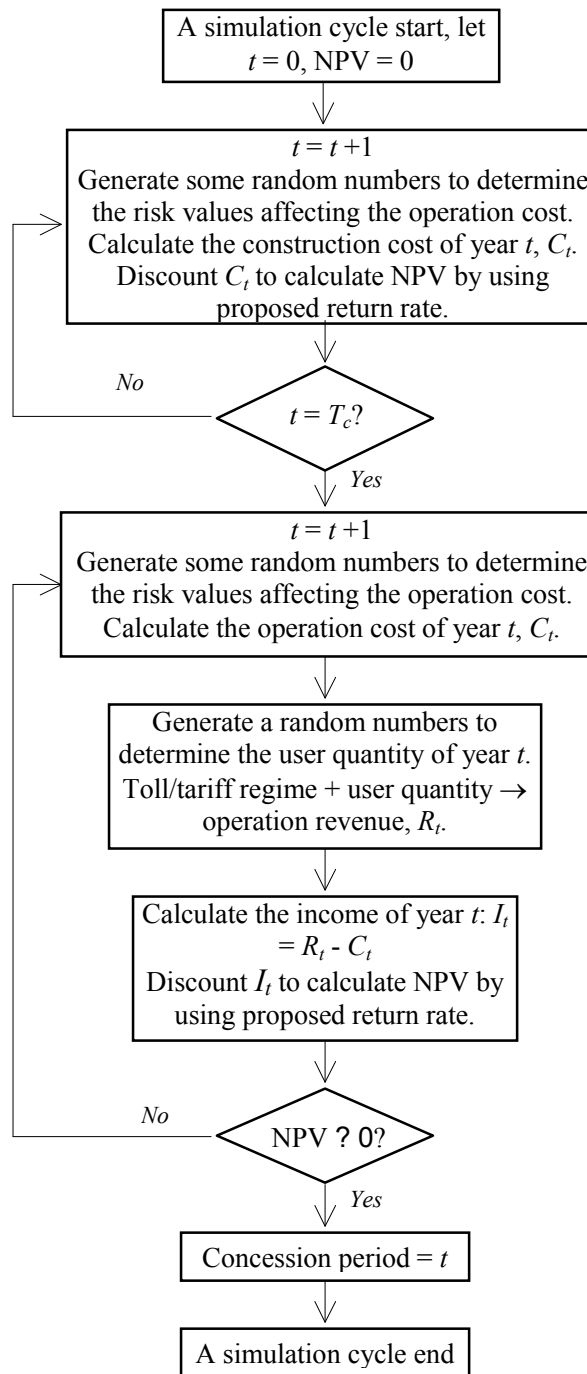 A simulation cycle start, let
t = 0, NPV = 0
t = t +1
Generate some random numbers to determine
the risk values affecting the operation cost.
Calculate the construction cost of year t, Cₜ.
Discount Cₜ to calculate NPV by using
proposed return rate.
No
t = T꜀?
Yes
t = t +1
Generate some random numbers to determine
the risk values affecting the operation cost.
Calculate the operation cost of year t, Cₜ.
Generate a random numbers to
determine the user quantity of year t.
Toll/tariff regime + user quantity →
operation revenue, Rₜ.
Calculate the income of year t: Iₜ
= Rₜ - Cₜ
Discount Iₜ to calculate NPV by
using proposed return rate.
No
NPV ? 0?
Yes
Concession period = t
A simulation cycle end